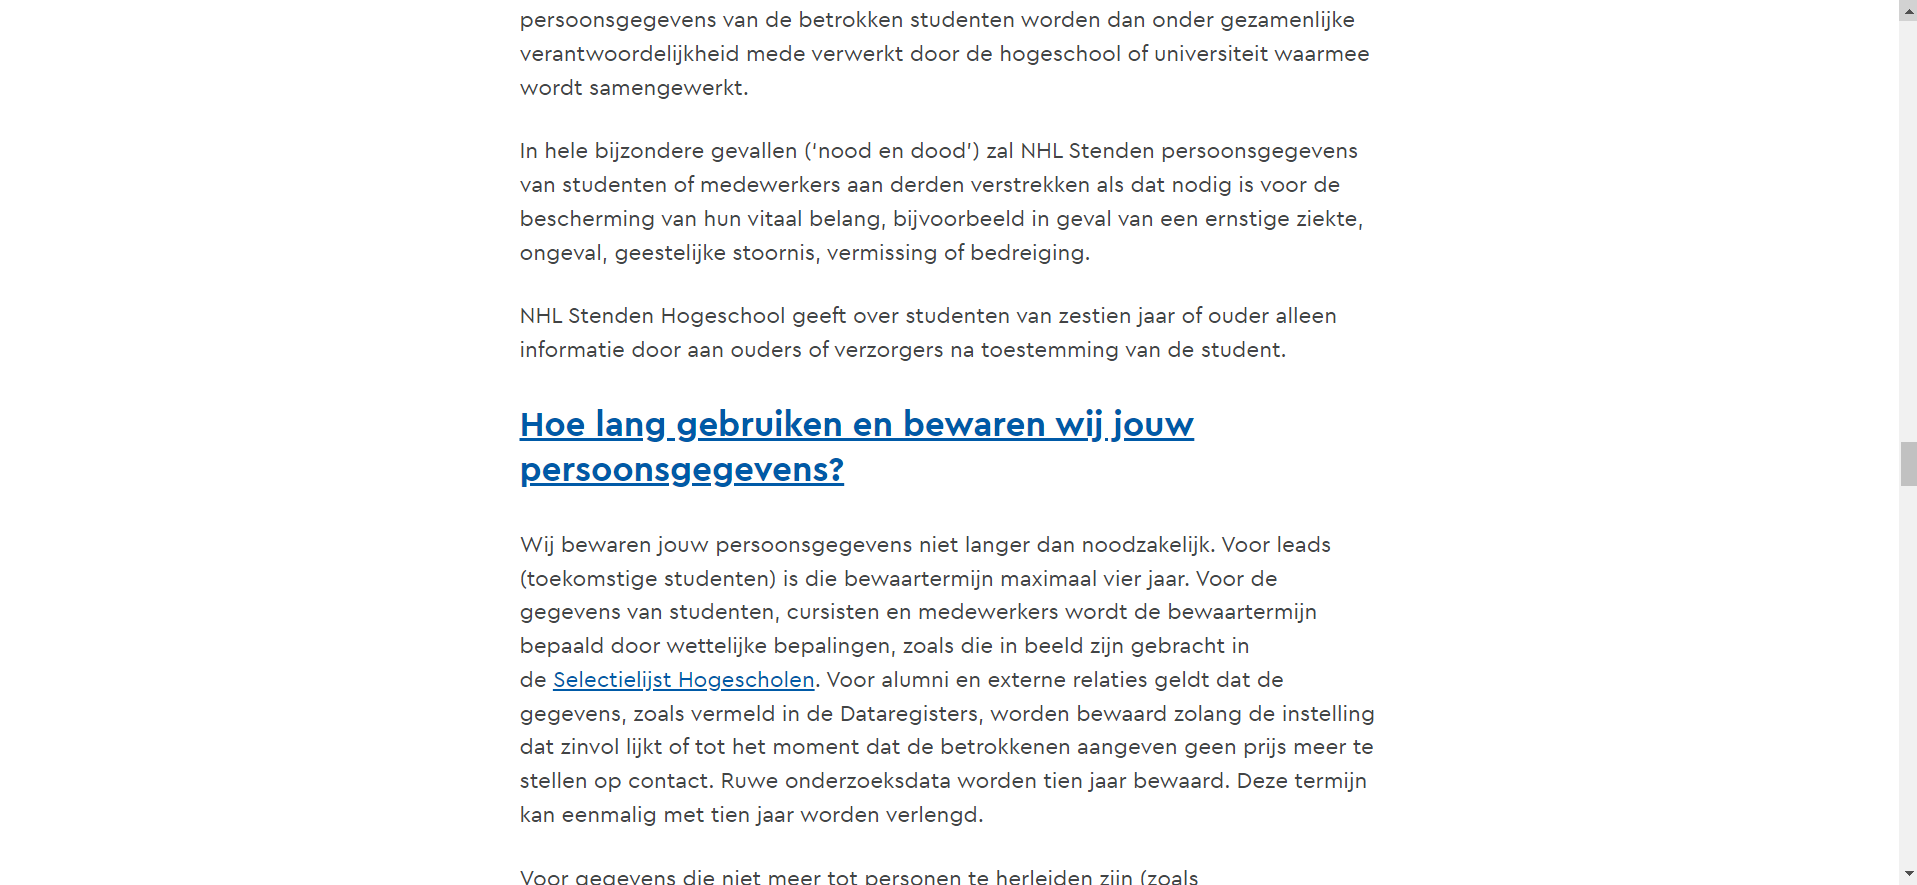 persoonsgegevens van de betrokken studenten worden dan onder gezamenlijke
verantwoordelijkheid mede verwerkt door de hogeschool of universiteit waarmee
wordt samengewerkt.
In hele bijzondere gevallen (‘nood en dood’) zal NHL Stenden persoonsgegevens
van studenten of medewerkers aan derden verstrekken als dat nodig is voor de
bescherming van hun vitaal belang, bijvoorbeeld in geval van een ernstige ziekte,
ongeval, geestelijke stoornis, vermissing of bedreiging.
NHL Stenden Hogeschool geeft over studenten van zestien jaar of ouder alleen
informatie door aan ouders of verzorgers na toestemming van de student.
Hoe lang gebruiken en bewaren wij jouw
persoonsgegevens?
Wij bewaren jouw persoonsgegevens niet langer dan noodzakelijk. Voor leads
(toekomstige studenten) is die bewaartermijn maximaal vier jaar. Voor de
gegevens van studenten, cursisten en medewerkers wordt de bewaartermijn
bepaald door wettelijke bepalingen, zoals die in beeld zijn gebracht in
de Selectielijst Hogescholen. Voor alumni en externe relaties geldt dat de
gegevens, zoals vermeld in de Dataregisters, worden bewaard zolang de instelling
dat zinvol lijkt of tot het moment dat de betrokkenen aangeven geen prijs meer te
stellen op contact. Ruwe onderzoeksdata worden tien jaar bewaard. Deze termijn
kan eenmalig met tien jaar worden verlengd.
Voor gegevens die niet meer tot personen te herleiden zijn (zoals